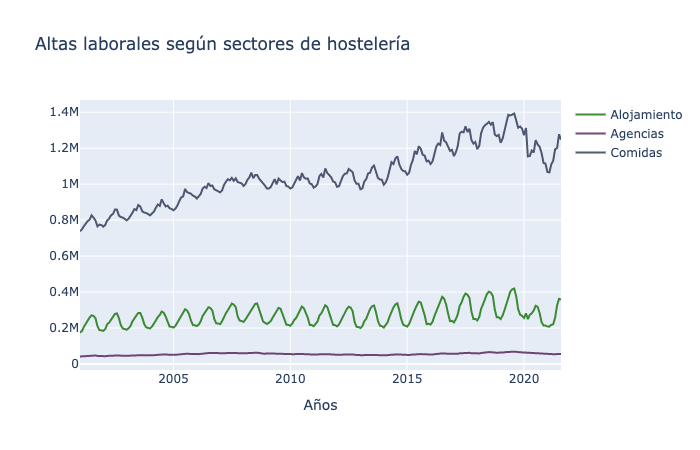 Altas laborales según sectores de hostelería
1.4M
1.2M
1M
0.8M
0.6M
0.4M
0.2M
0
2005
2010
2015
2020
Años
Alojamiento
Agencias
Comidas